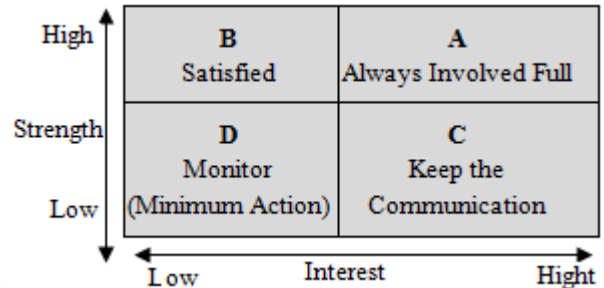 High
B
Satisfied
A
Always Involved Full
Strength
D
Monitor
(Minimum Action)
C
Keep the
Communication
Low
Low
Interest
Hight